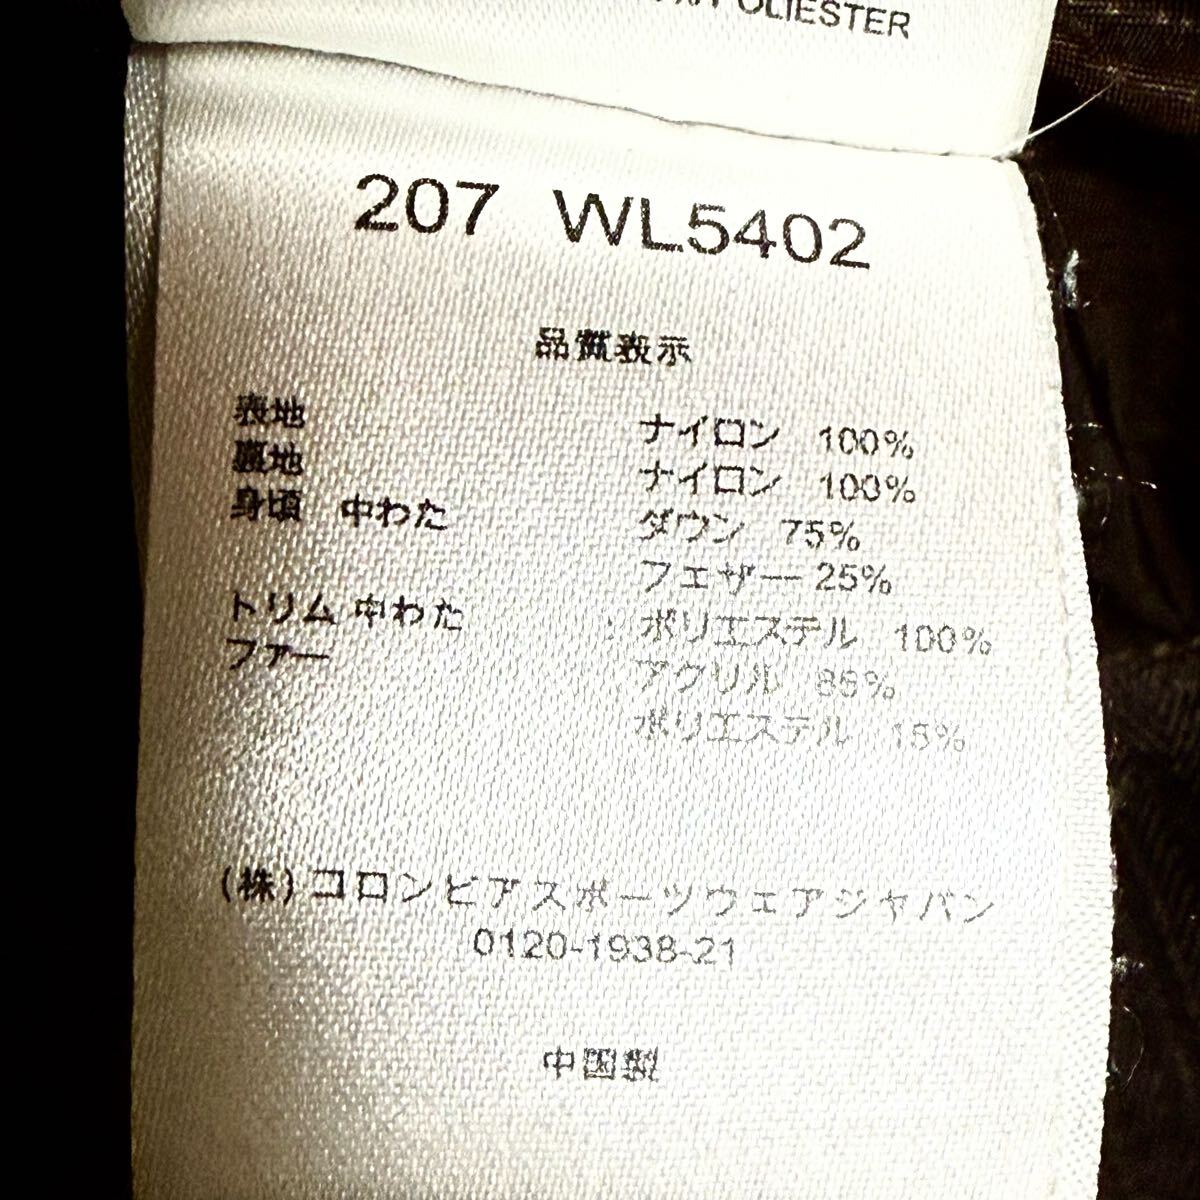 POLIESTER
207 WL5402
品質表示
表地 ナイロン 100%
裏地 ナイロン 100%
身頃 中わた ダウン 75%
フェザー 25%
トリム 中わた ポリエステル 100%
ファー アクリル 85%
ポリエステル 15%
(株)コロンビアスポーツウェアジャパン
0120-1938-21
中国製